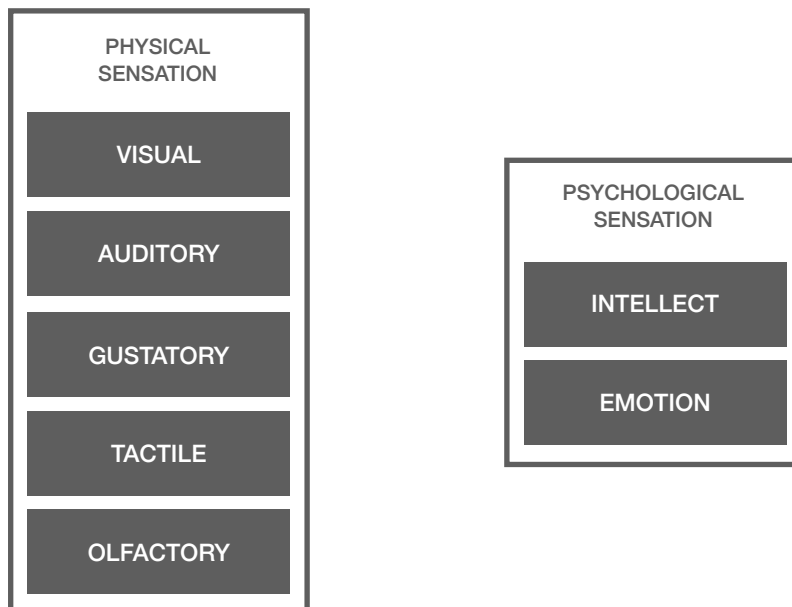 PHYSICAL
SENSATION
VISUAL
AUDITORY
GUSTATORY
TACTILE
OLFACTORY
PSYCHOLOGICAL
SENSATION
INTELLECT
EMOTION